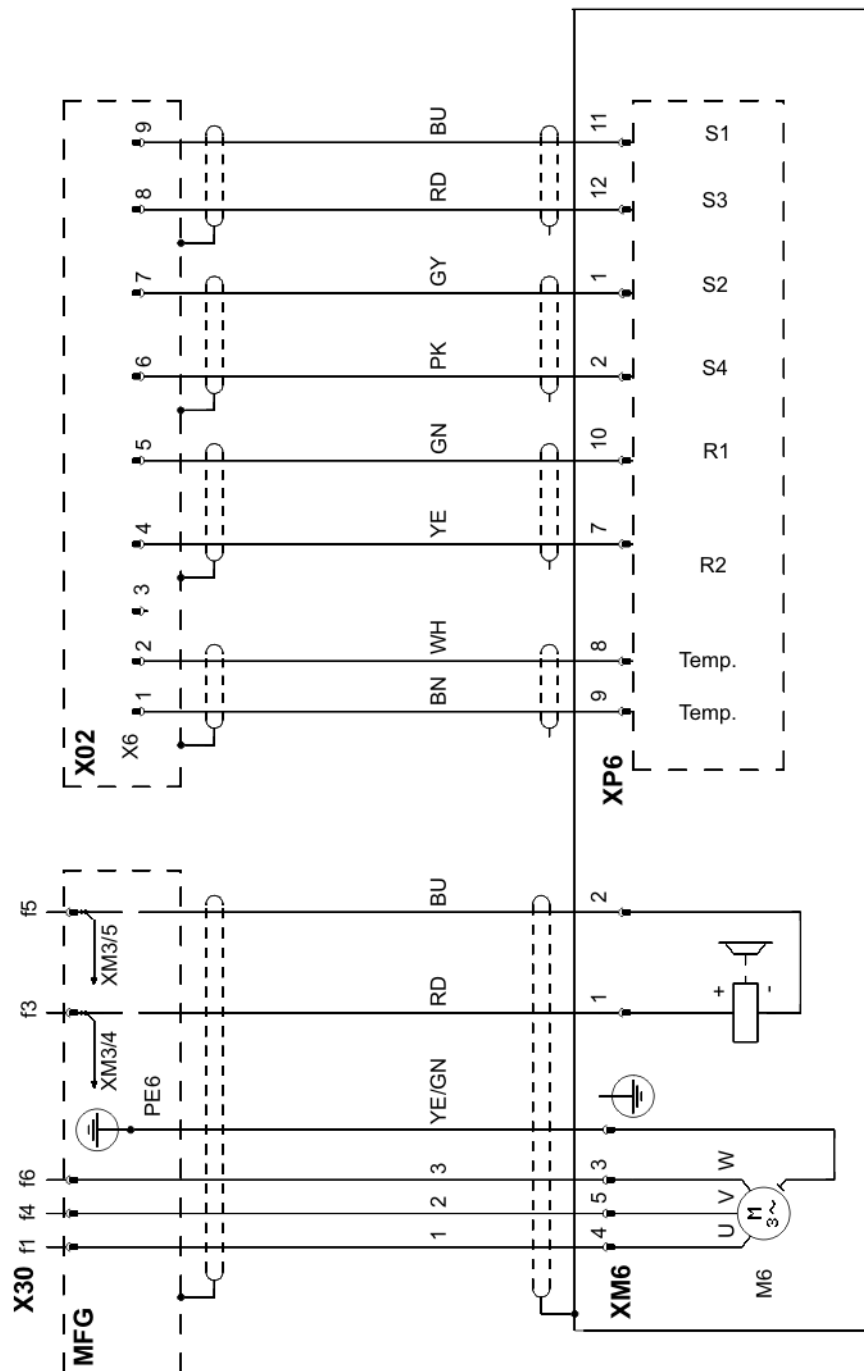 X02
X6
9
8
7
6
5
4
3
2
1
BU
RD
GY
PK
GN
YE
WH
BN
11
12
1
2
10
7
8
9
XP6
S1
S3
S2
S4
R1
R2
Temp.
Temp.
X30
MFG
f5
f3
f6
f4
f1
XM3/5
XM3/4
PE6
BU
RD
YE/GN
3
2
1
2
1
3
5
4
XM6
+
-
W
V
U
M
3~
M6